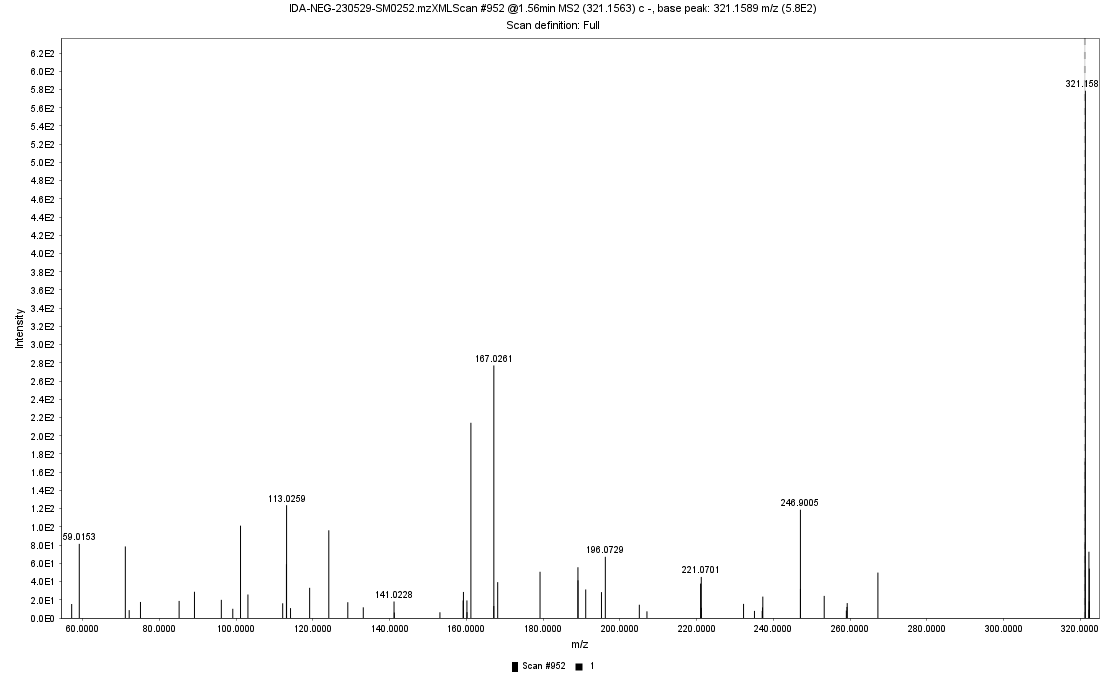 IDA-NEG-230529-SM0252.mzXMLScan #952 @1.56min MS2 (321.1563) c -, base peak: 321.1589 m/z (5.8E2)
Scan definition: Full
6.2E2
6.0E2
5.8E2
5.6E2
5.4E2
5.2E2
5.0E2
4.8E2
4.6E2
4.4E2
4.2E2
4.0E2
3.8E2
3.6E2
3.4E2
3.2E2
3.0E2
2.8E2
2.6E2
2.4E2
2.2E2
2.0E2
1.8E2
1.6E2
1.4E2
1.2E2
1.0E2
8.0E1
6.0E1
4.0E1
2.0E1
0.0E0
Intensity
321.158
167.0261
113.0259
246.9005
59.0153
196.0729
221.0701
141.0228
60.0000 80.0000 100.0000 120.0000 140.0000 160.0000 180.0000 200.0000 220.0000 240.0000 260.0000 280.0000 300.0000 320.0000
m/z
Scan #952 1